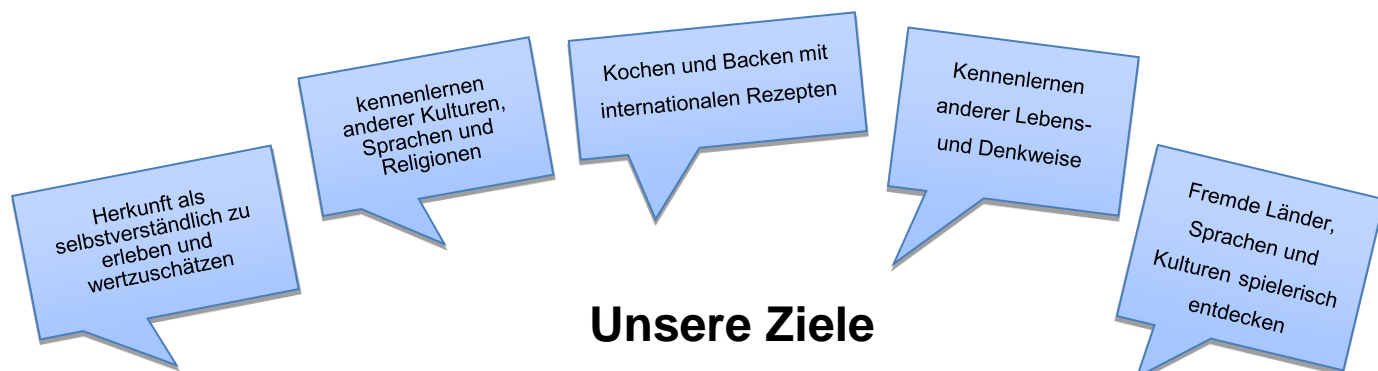 Herkunft als
selbstverständlich zu
erleben und
wertzuschätzen
kennenlernen
anderer Kulturen,
Sprachen und
Religionen
Kochen und Backen mit
internationalen Rezepten
Kennenlernen
anderer Lebens-
und Denkweise
Fremde Länder,
Sprachen und
Kulturen spielerisch
entdecken
Unsere Ziele